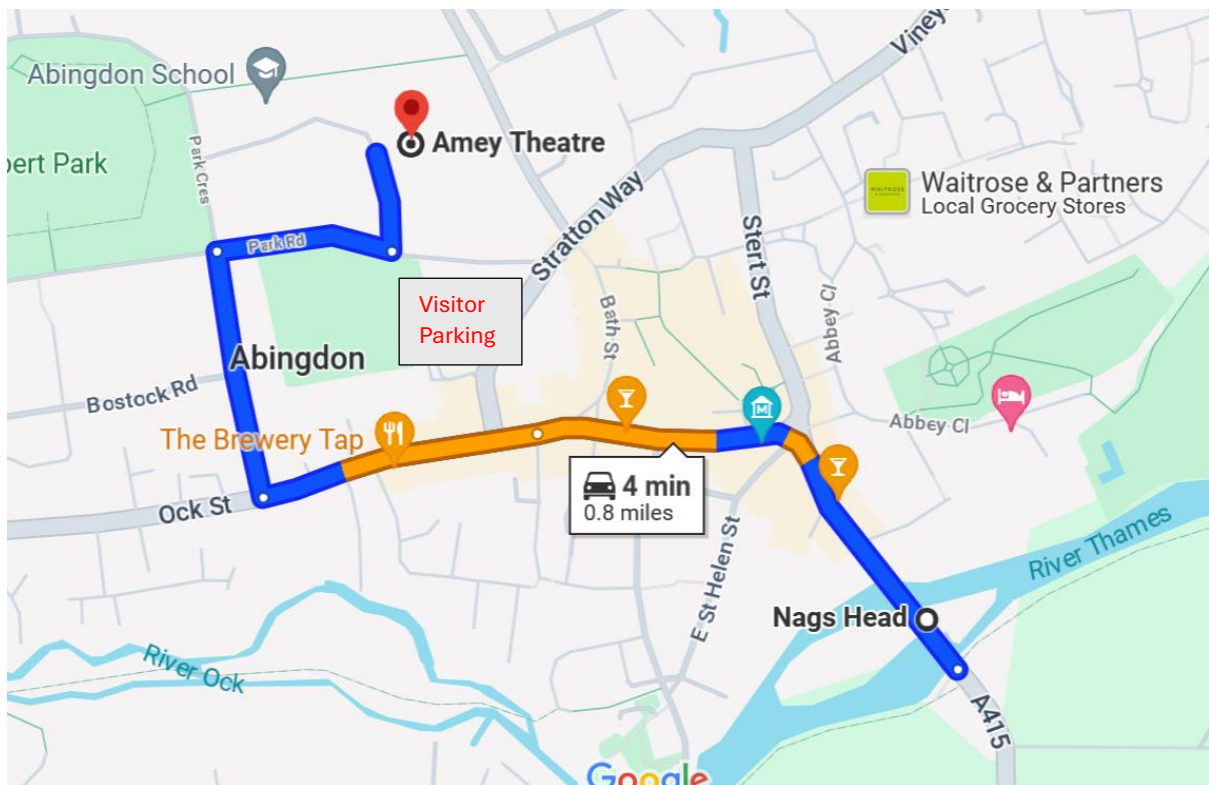 Abingdon School
Viney
Amey Theatre
pert Park
Park Cres
Waitrose & Partners
Local Grocery Stores
WAITROSE
Stratton Way
Park Rd
Stert St
Visitor
Parking
Bath St
Abbey Cl
Abingdon
Bostock Rd
The Brewery Tap
Abbey Cl
M
4 min
0.8 miles
Ock St
River Thames
E St Helen St
Nags Head
River Ock
A415
Google